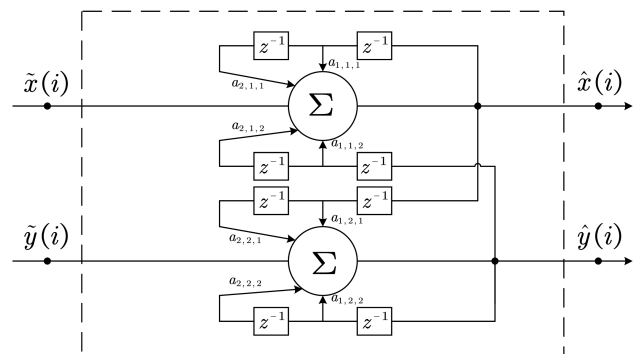 z⁻¹ z⁻¹
a₁,₁,₁
x̃(i) a₂,₁,₁ Σ x̂(i)
a₂,₁,₂
a₁,₁,₂
z⁻¹ z⁻¹
z⁻¹ z⁻¹
a₁,₂,₁
ỹ(i) a₂,₂,₁ Σ ŷ(i)
a₂,₂,₂
a₁,₂,₂
z⁻¹ z⁻¹